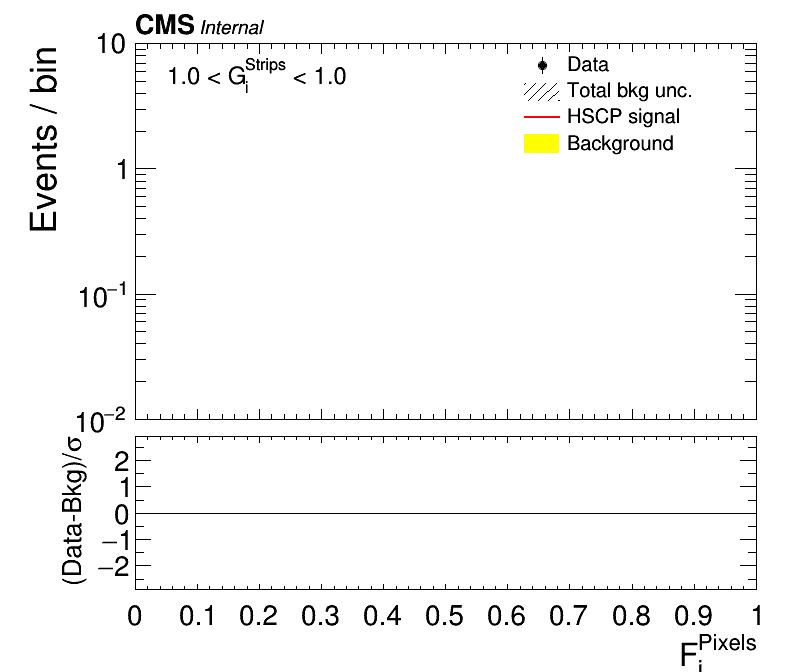 CMS Internal
10
1.0 < G_i^Strips < 1.0
Data
Total bkg unc.
HSCP signal
Background
Events / bin
1
10^−1
10^−2
(Data-Bkg)/σ
2
1
0
−1
−2
0 0.1 0.2 0.3 0.4 0.5 0.6 0.7 0.8 0.9 1
F_i^Pixels